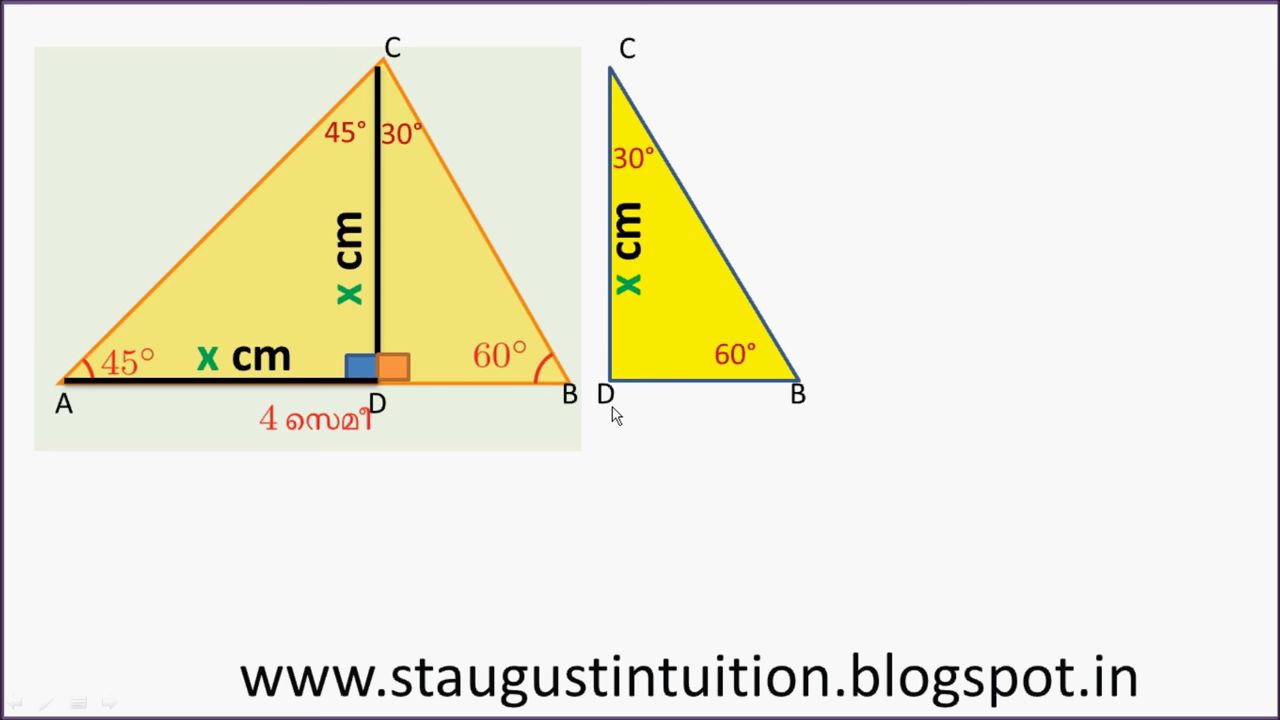 C
45° 30°
x cm
45° x cm 60°
A D B
4 സെമീ
C
30°
x cm
60°
D B
www.staugustintuition.blogspot.in